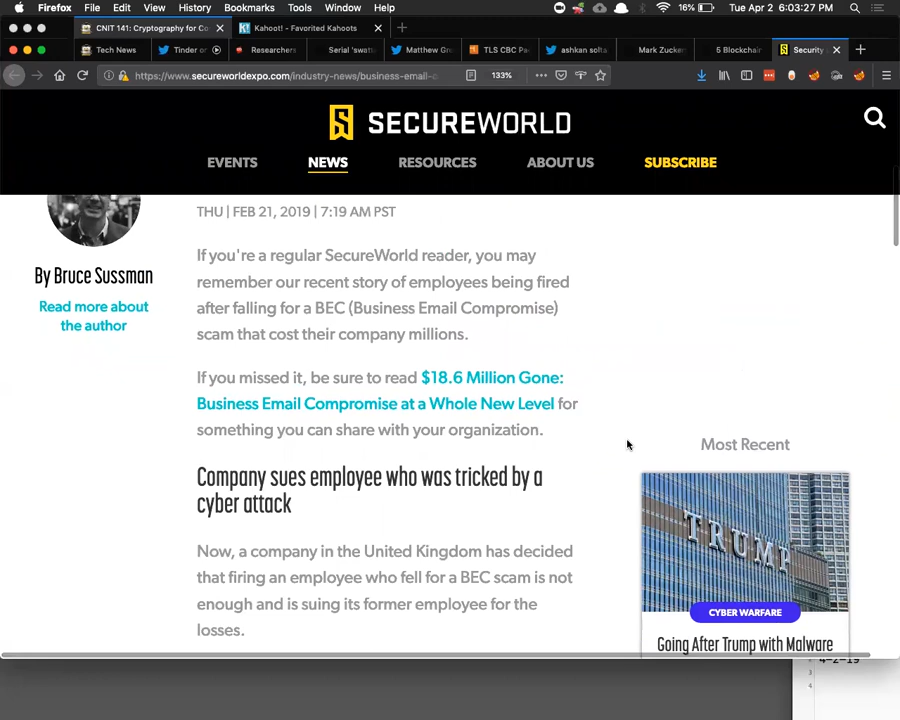 Firefox File Edit View History Bookmarks Tools Window Help 16% Tue Apr 2 6:03:27 PM
CNIT 141: Cryptography for Co Kahoot! - Favorited Kahoots
Tech News Tinder or Researchers Serial 'swatt Matthew Gr TLS CBC Pa ashkan solta Mark Zucker 5 Blockchair Security
https://www.secureworldexpo.com/industry-news/business-email- 133%
SECUREWORLD
EVENTS NEWS RESOURCES ABOUT US SUBSCRIBE
THU | FEB 21, 2019 | 7:19 AM PST
By Bruce Sussman
Read more about
the author
If you're a regular SecureWorld reader, you may
remember our recent story of employees being fired
after falling for a BEC (Business Email Compromise)
scam that cost their company millions.
If you missed it, be sure to read $18.6 Million Gone:
Business Email Compromise at a Whole New Level for
something you can share with your organization.
Company sues employee who was tricked by a
cyber attack
Now, a company in the United Kingdom has decided
that firing an employee who fell for a BEC scam is not
enough and is suing its former employee for the
losses.
Most Recent
TRUMP
CYBER WARFARE
Going After Trump with Malware
2 4-2-19
3
4